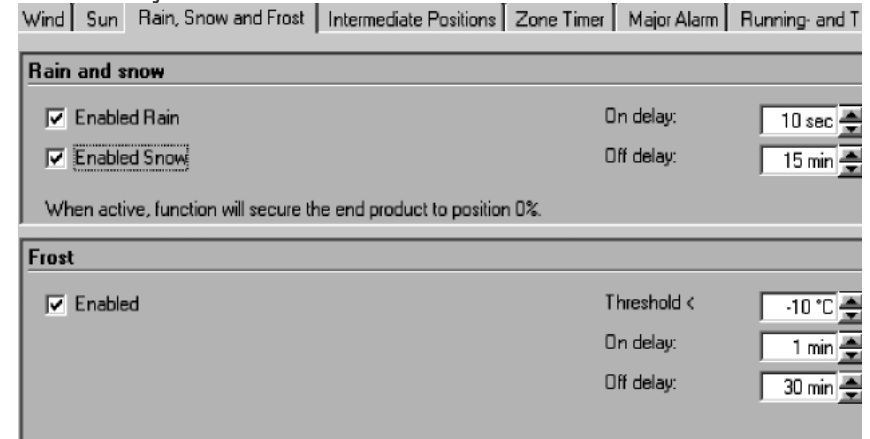 Wind Sun Rain, Snow and Frost Intermediate Positions Zone Timer Major Alarm Running- and T
Rain and snow
Enabled Rain On delay: 10 sec
Enabled Snow Off delay: 15 min
When active, function will secure the end product to position 0%.
Frost
Enabled Threshold < -10 °C
On delay: 1 min
Off delay: 30 min